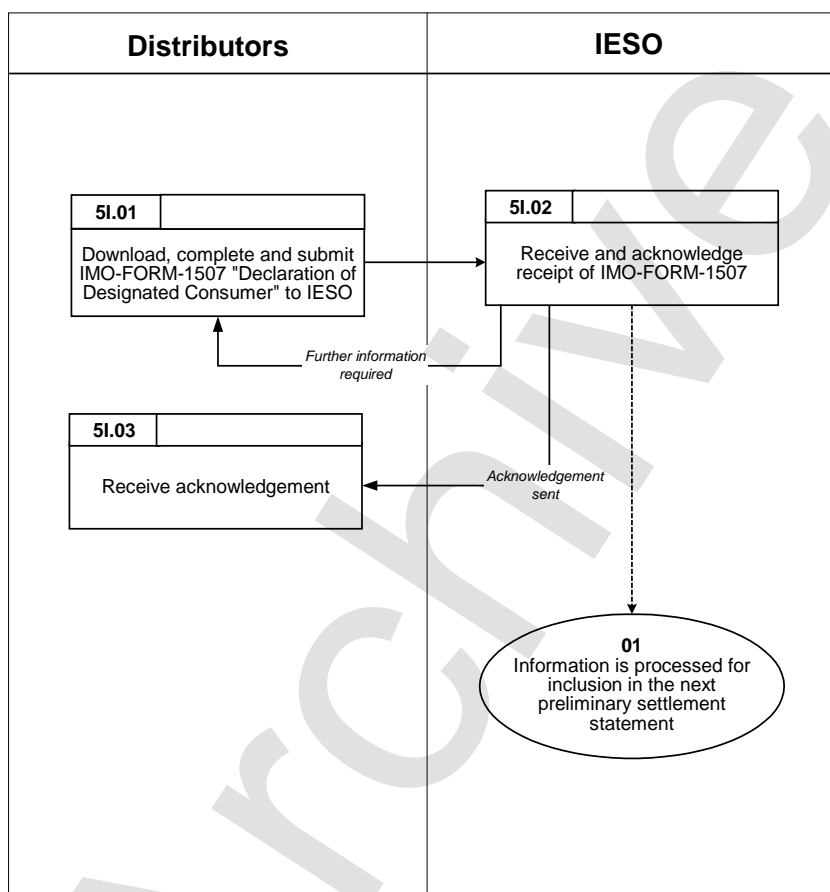 Distributors
IESO
5I.01
Download, complete and submit
IMO-FORM-1507 "Declaration of
Designated Consumer" to IESO
5I.02
Receive and acknowledge
receipt of IMO-FORM-1507
Further information
required
5I.03
Receive acknowledgement
Acknowledgement
sent
01
Information is processed for
inclusion in the next
preliminary settlement
statement
Archive